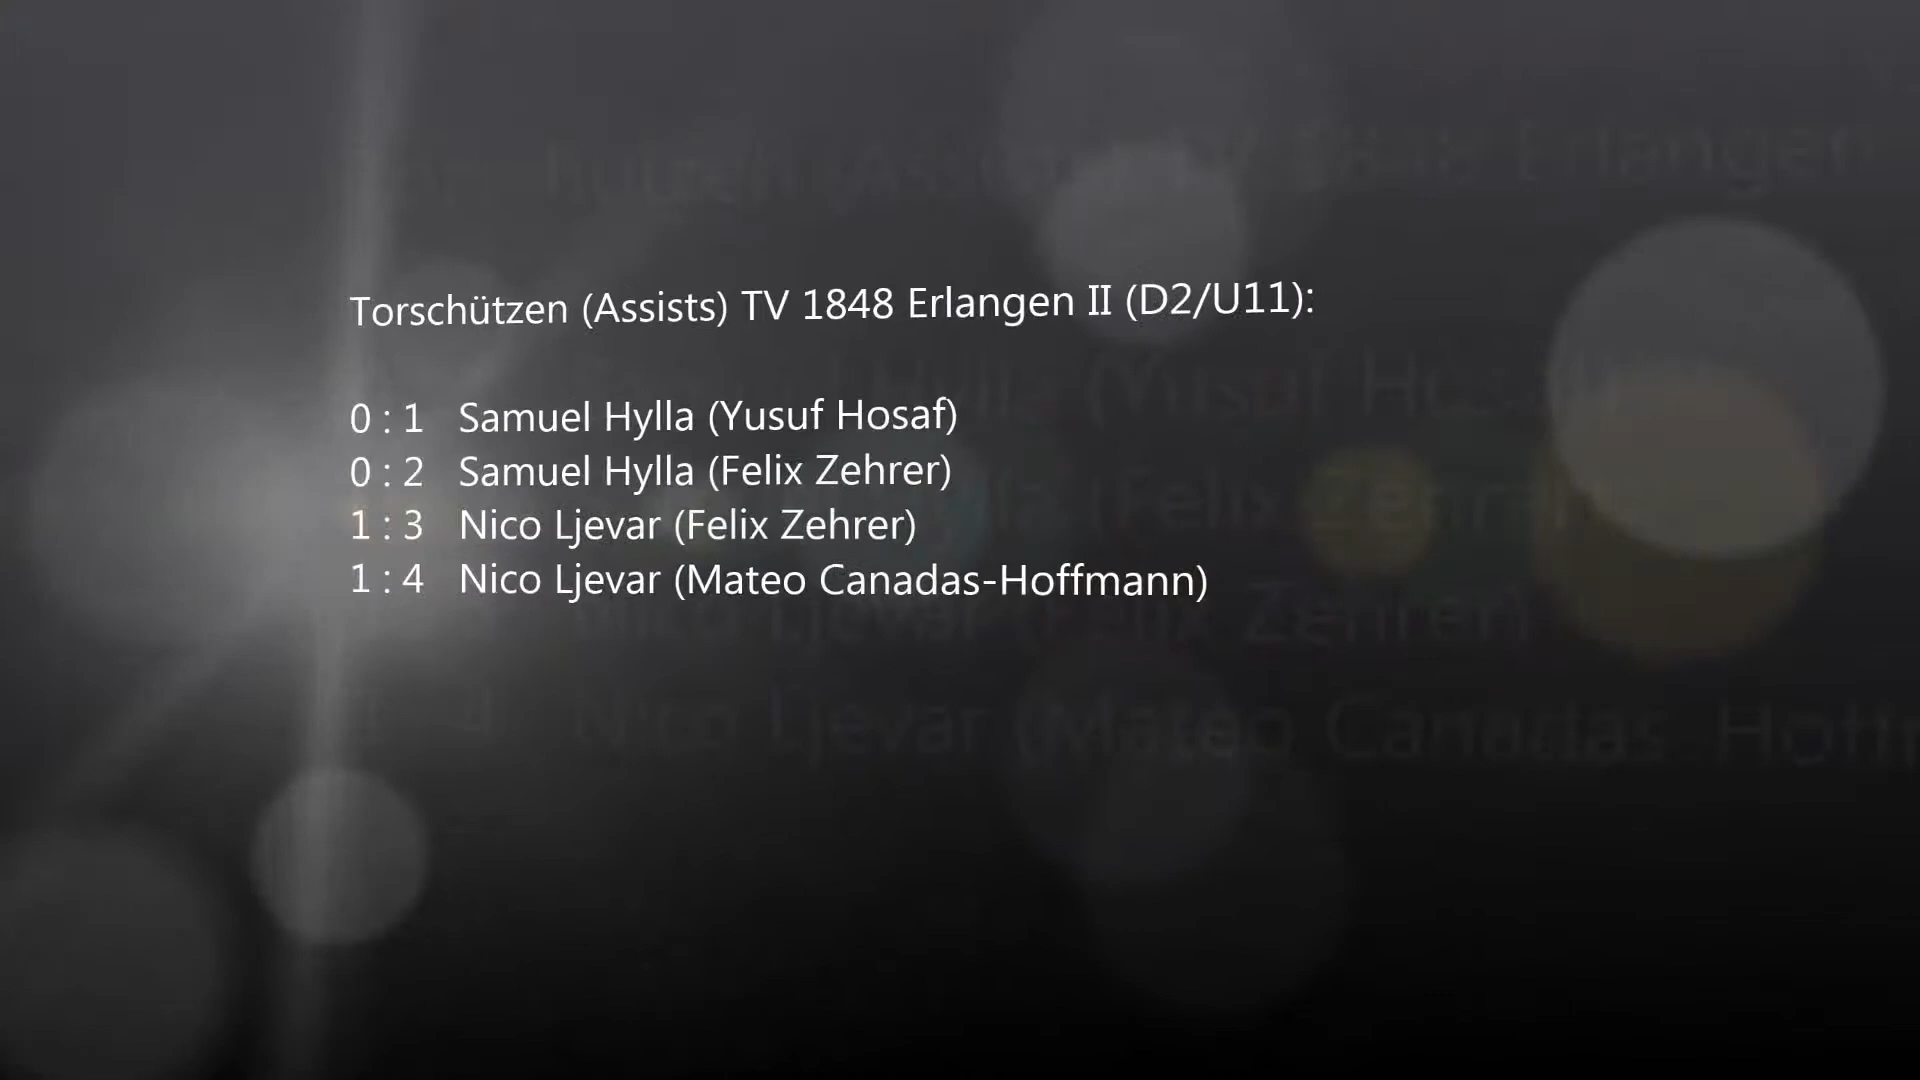 Torschützen (Assists) TV 1848 Erlangen II (D2/U11):
0 : 1 Samuel Hylla (Yusuf Hosaf)
0 : 2 Samuel Hylla (Felix Zehrer)
1 : 3 Nico Ljevar (Felix Zehrer)
1 : 4 Nico Ljevar (Mateo Canadas-Hoffmann)